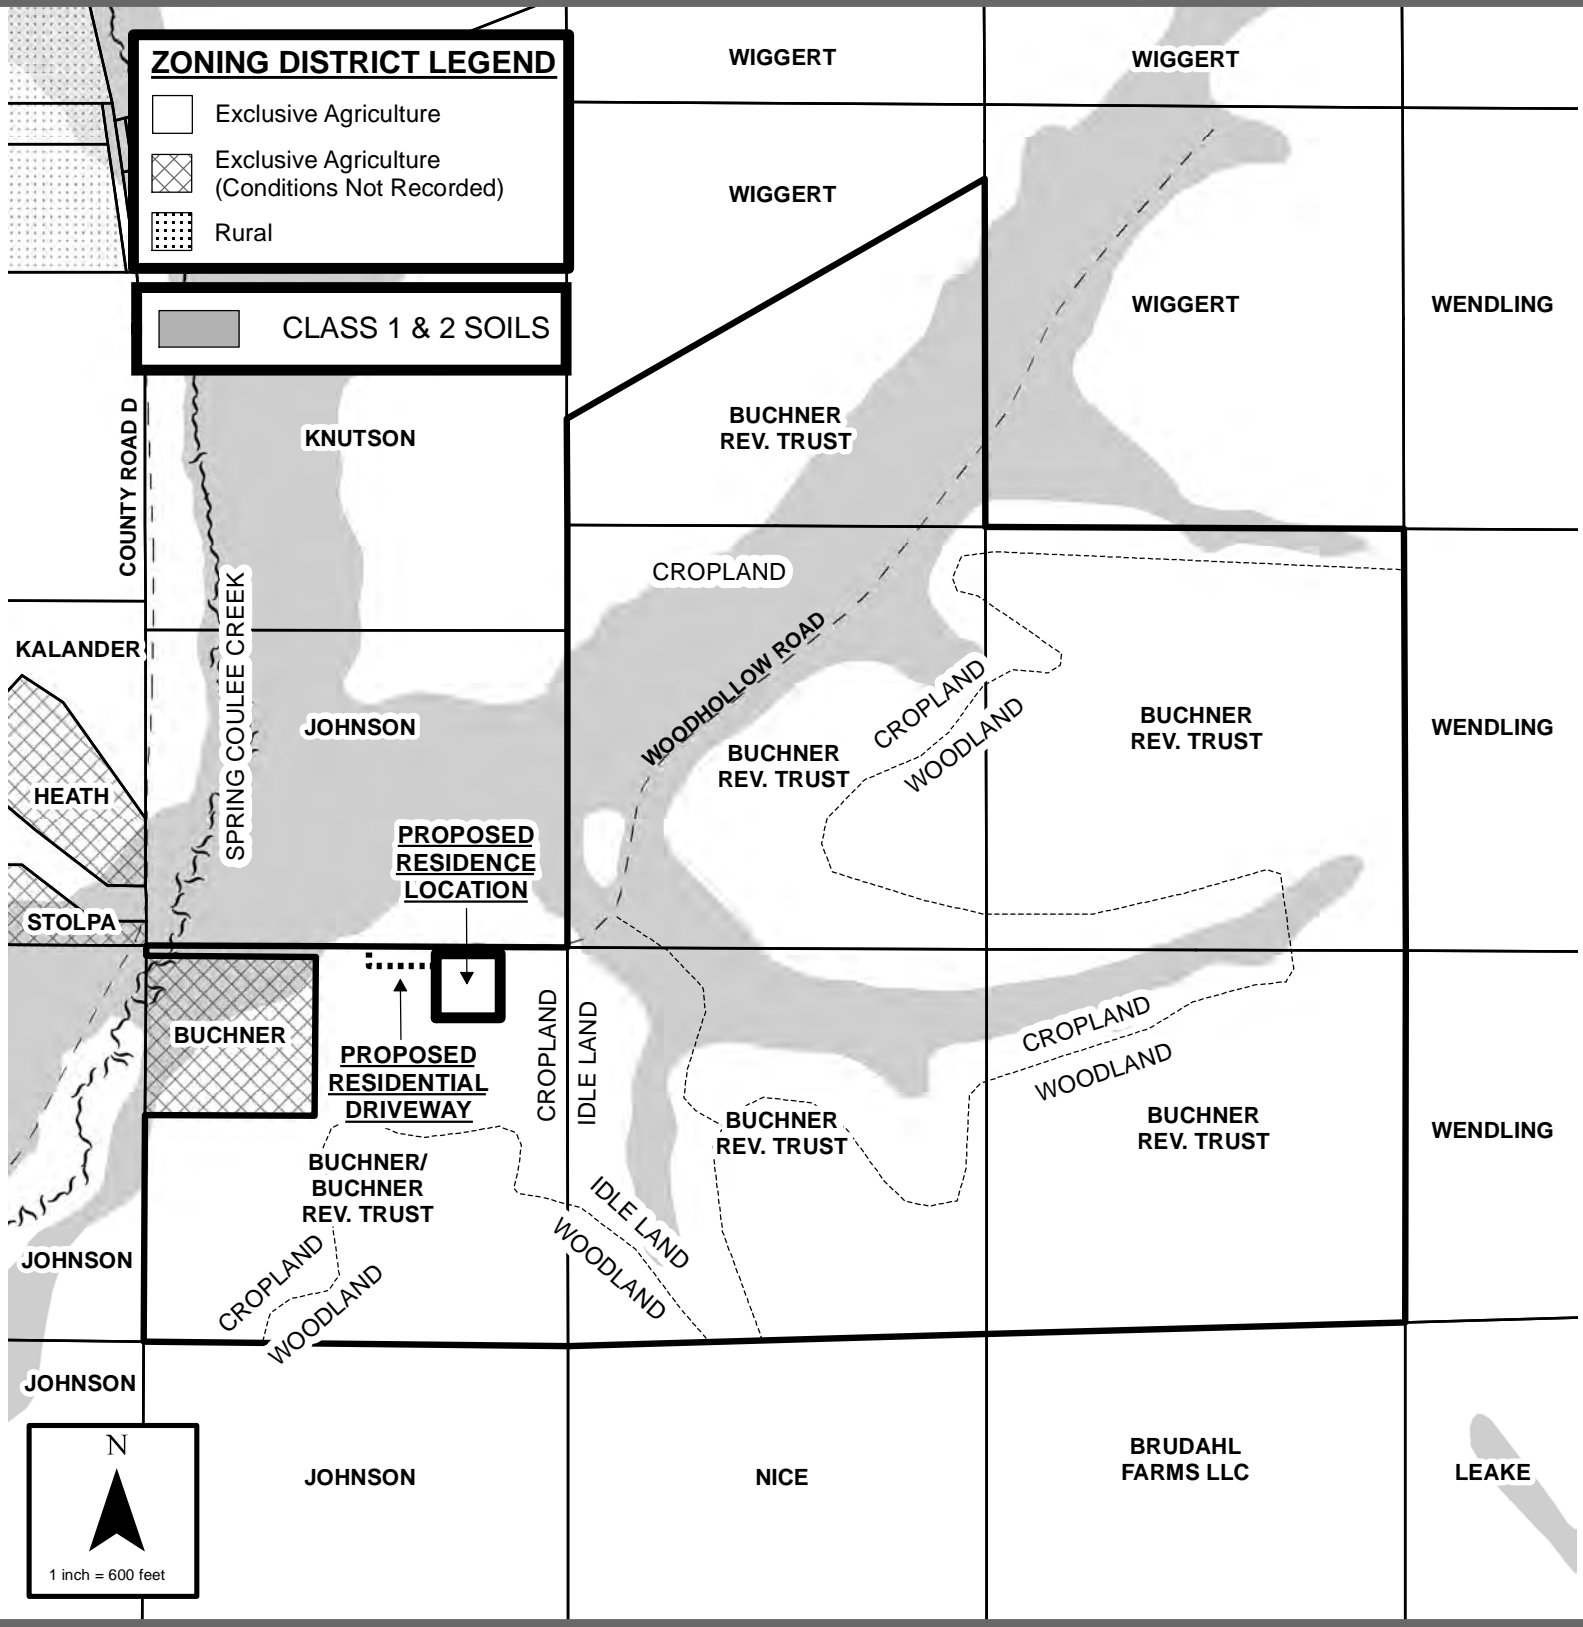 ZONING DISTRICT LEGEND
Exclusive Agriculture
Exclusive Agriculture
(Conditions Not Recorded)
Rural
CLASS 1 & 2 SOILS
WIGGERT
WIGGERT
WIGGERT
WIGGERT
WENDLING
COUNTY ROAD D
KNUTSON
BUCHNER
REV. TRUST
CROPLAND
KALANDER
SPRING COULEE CREEK
JOHNSON
WOODHOLLOW ROAD
BUCHNER
REV. TRUST
CROPLAND
WOODLAND
BUCHNER
REV. TRUST
WENDLING
HEATH
STOLPA
PROPOSED
RESIDENCE
LOCATION
BUCHNER
PROPOSED
RESIDENTIAL
DRIVEWAY
CROPLAND
IDLE LAND
CROPLAND
WOODLAND
BUCHNER
REV. TRUST
BUCHNER
REV. TRUST
WENDLING
BUCHNER/
BUCHNER
REV. TRUST
IDLE LAND
WOODLAND
CROPLAND
WOODLAND
JOHNSON
JOHNSON
JOHNSON
NICE
BRUDAHL
FARMS LLC
LEAKE
N
1 inch = 600 feet